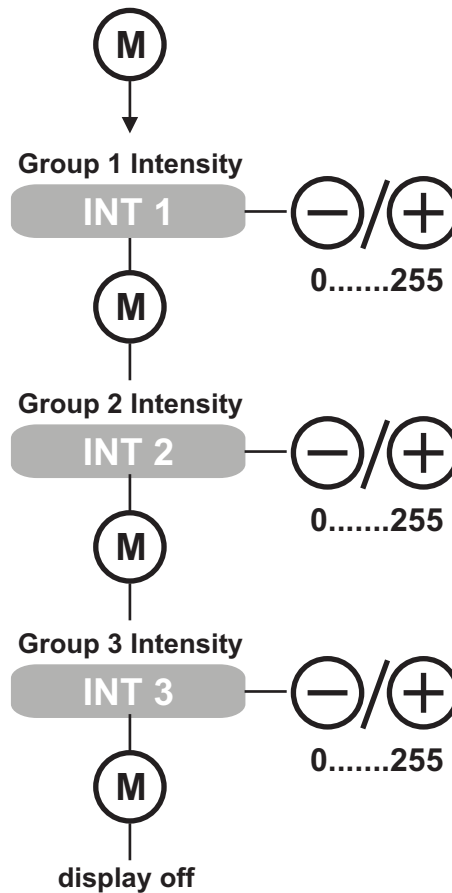 M
Group 1 Intensity
INT 1
−/+
0.......255
M
Group 2 Intensity
INT 2
−/+
0.......255
M
Group 3 Intensity
INT 3
−/+
0.......255
M
display off